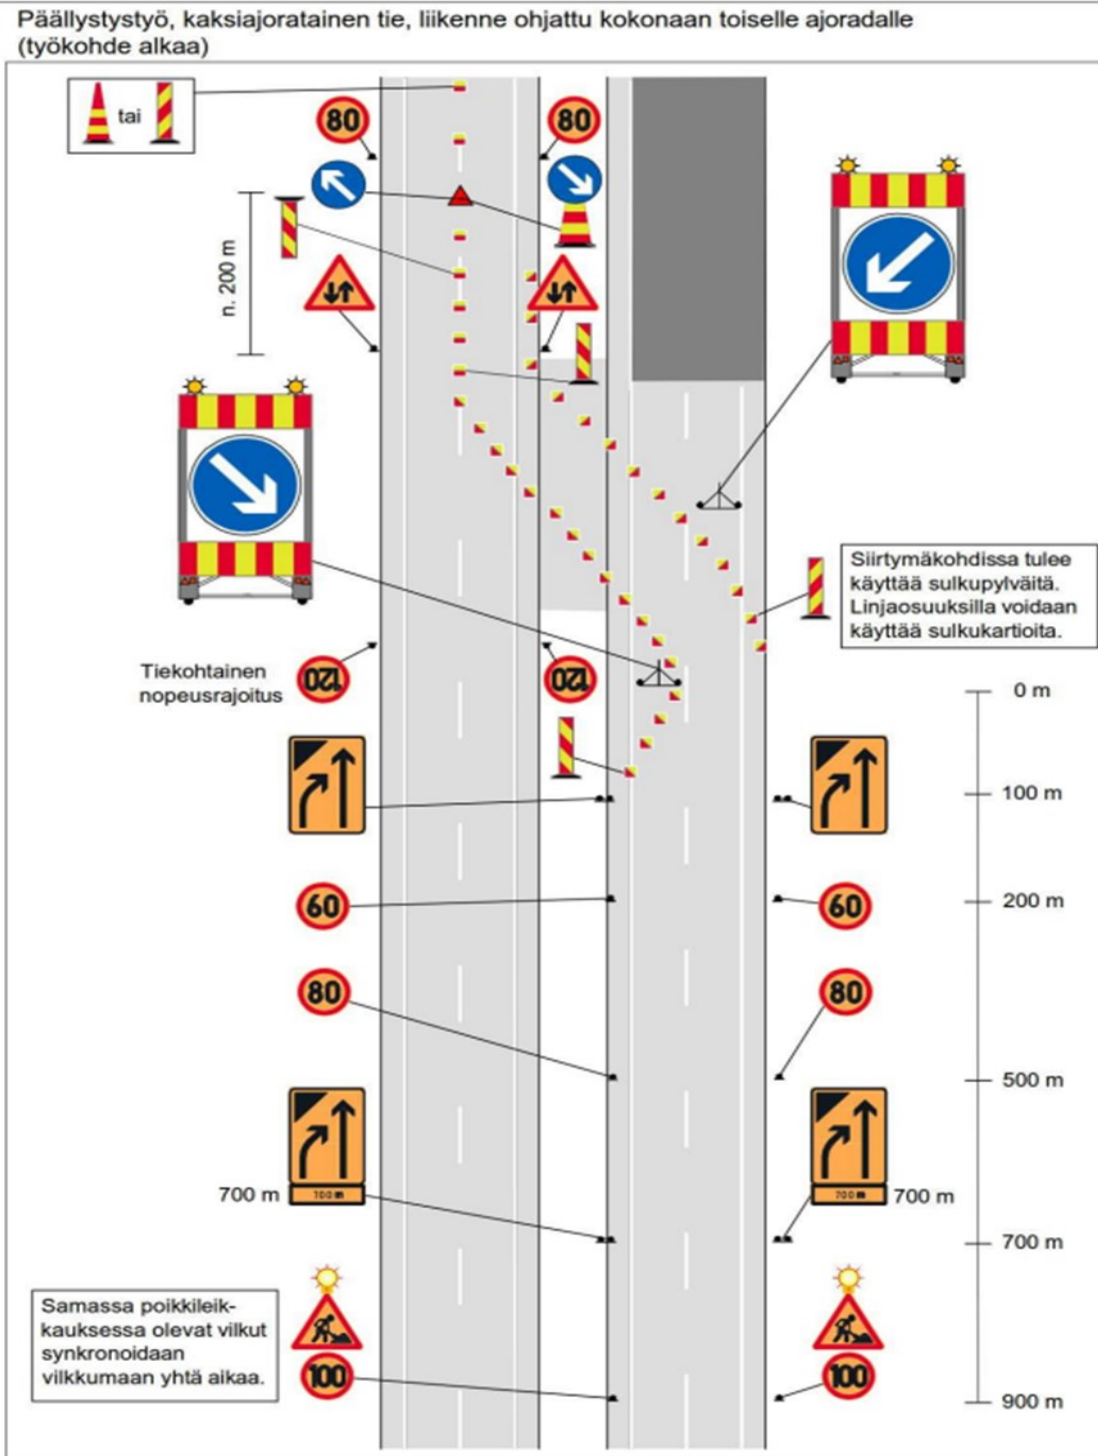 Päällystystyö, kaksiajoratainen tie, liikenne ohjattu kokonaan toiselle ajoradalle
(työkohde alkaa)
tai
80
80
n. 200 m
Siirtymäkohdissa tulee
käyttää sulkupylväitä.
Linjaosuuksilla voidaan
käyttää sulkukartioita.
Tiekohtainen
nopeusrajoitus
120
120
0 m
100 m
60
60
200 m
80
80
500 m
700 m
700 m
700 m
700 m
700 m
Samassa poikkileik-
kauksessa olevat vilkut
synkronoidaan
vilkkumaan yhtä aikaa.
100
100
900 m